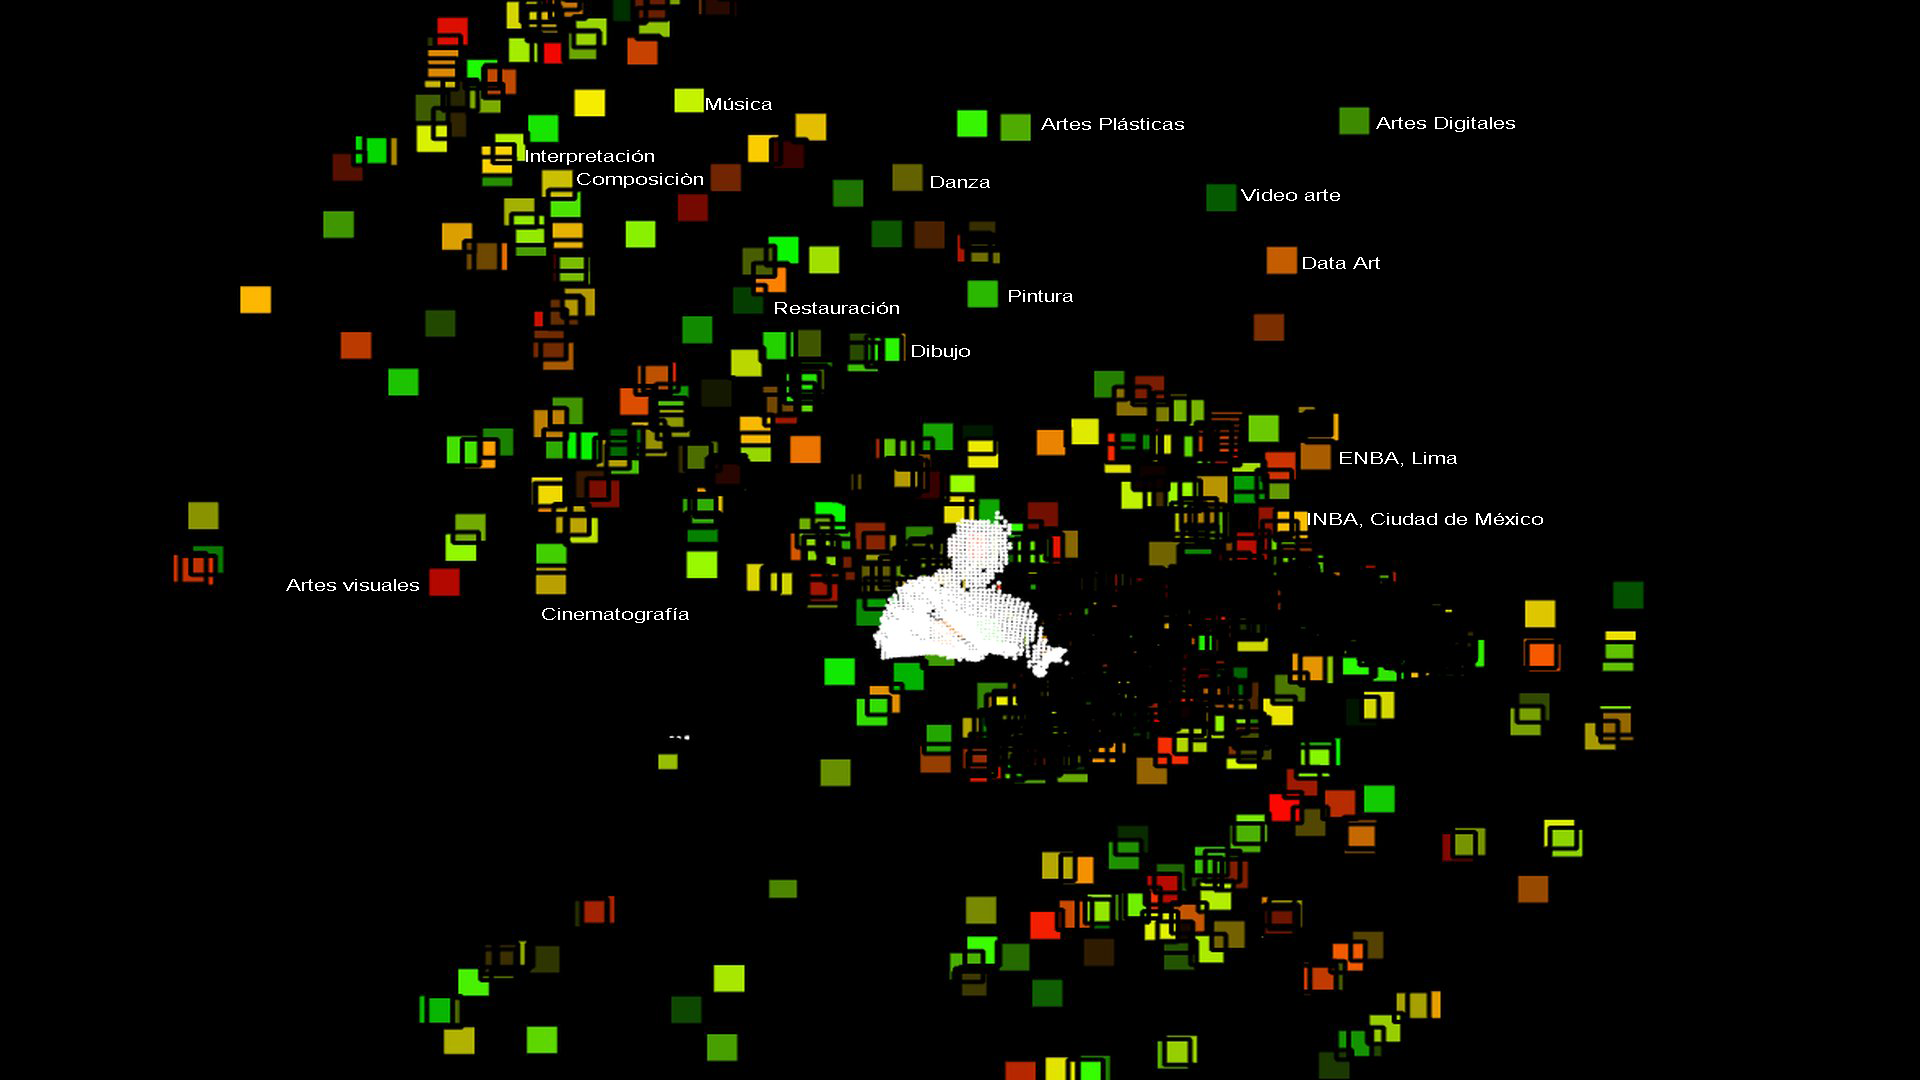 Música
Artes Plásticas
Artes Digitales
Interpretación
Composiciòn
Danza
Video arte
Data Art
Pintura
Restauración
Dibujo
ENBA, Lima
INBA, Ciudad de México
Artes visuales
Cinematografía